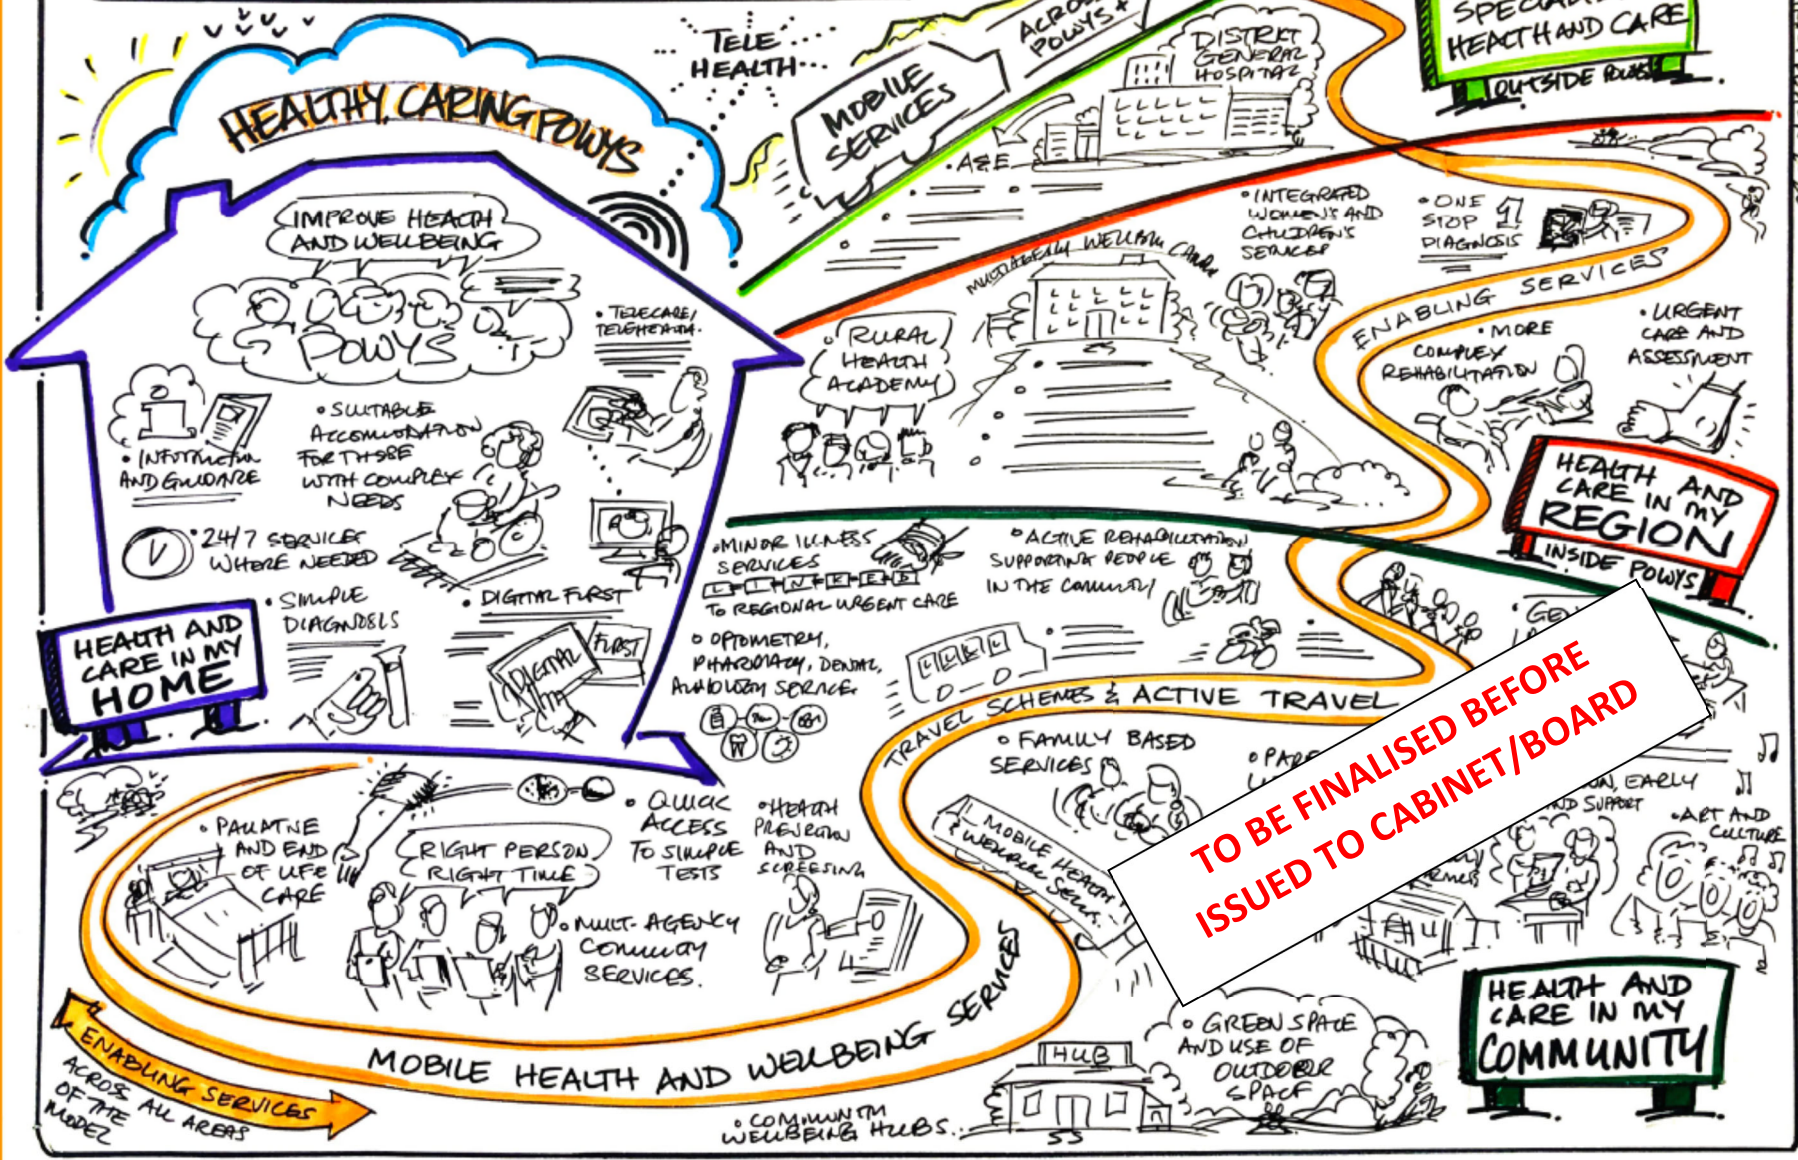 HEALTHY, CARING POWYS
TELE
HEALTH
MOBILE
SERVICES
ACROSS
POWYS +
DISTRICT
GENERAL
HOSPITAL
HEALTH AND CARE
OUTSIDE POWYS
• A&E
IMPROVE HEALTH
AND WELLBEING
POWYS
• TELECARE/
TELEHEALTH.
• INFORMATION
AND GUIDANCE
• SUITABLE
ACCOMMODATION
FOR THOSE
WITH COMPLEX
NEEDS
• 24/7 SERVICES
WHERE NEEDED
• SIMPLE
DIAGNOSIS
• DIGITAL FIRST
DIGITAL
FIRST
HEALTH AND
CARE IN MY
HOME
• INTEGRATED
WOMEN'S AND
CHILDREN'S
SERVICES
• ONE
STOP 1
DIAGNOSIS
ENABLING SERVICES
• RURAL
HEALTH
ACADEMY
• MORE
COMPLEX
REHABILITATION
• URGENT
CARE AND
ASSESSMENT
HEALTH AND
CARE IN MY
REGION
INSIDE POWYS
• MINOR ILLNESS
SERVICES
LINKED
TO REGIONAL URGENT CARE
• OPTOMETRY,
PHARMACY, DENTAL,
AUDIOLOGY SERVICES
• ACTIVE REHABILITATION
SUPPORTING PEOPLE
IN THE COMMUNITY
TRAVEL SCHEMES & ACTIVE TRAVEL
• FAMILY BASED
SERVICES
MOBILE HEALTH
& WELLBEING
TO BE FINALISED BEFORE
ISSUED TO CABINET/BOARD
EARLY
AND SUPPORT
• ART AND
CULTURE
• PALLATIVE
AND END
OF LIFE
CARE
RIGHT PERSON
RIGHT TIME
• QUICK
ACCESS
TO SIMPLE
TESTS
• HEALTH
PREVENTION
AND
SCREENING
• MULTI-AGENCY
COMMUNITY
SERVICES.
MOBILE HEALTH AND WELLBEING SERVICES
ENABLING SERVICES
ACROSS ALL AREAS
OF THE
MODEL
• COMMUNITY
WELLBEING HUBS..
HUB
• GREEN SPACE
AND USE OF
OUTDOOR
SPACE
HEALTH AND
CARE IN MY
COMMUNITY